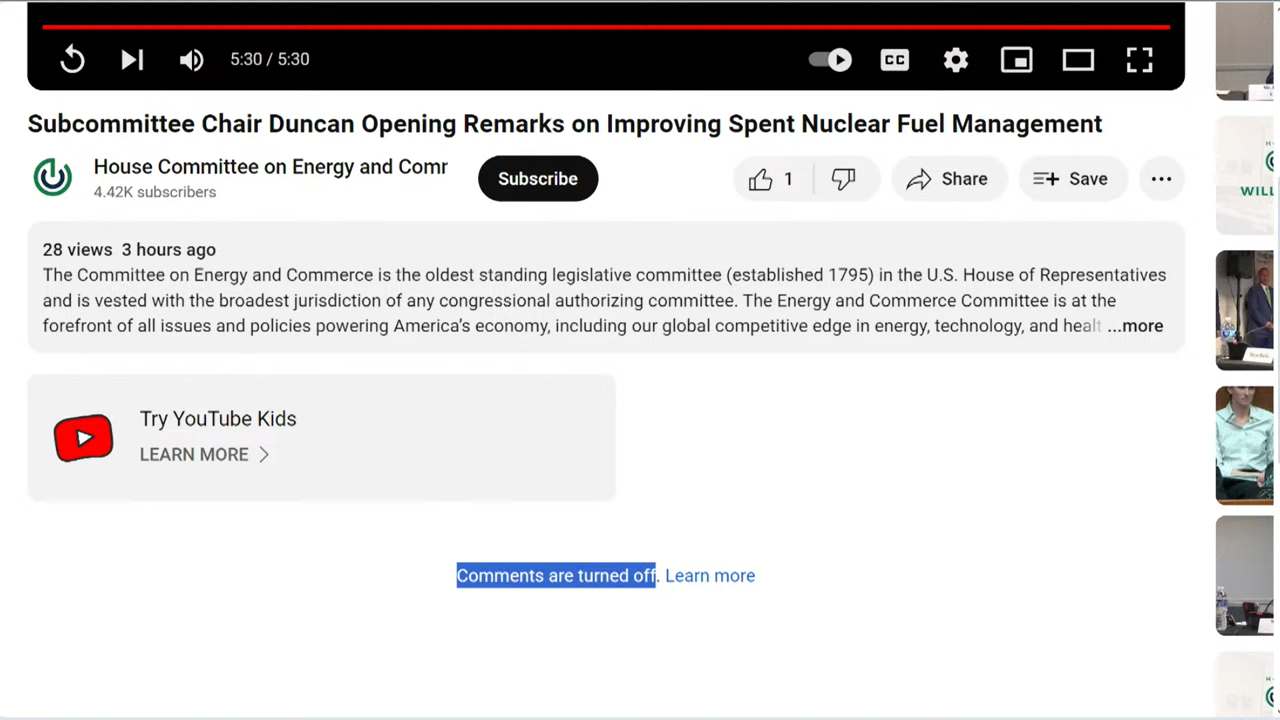 5:30 / 5:30
CC
Subcommittee Chair Duncan Opening Remarks on Improving Spent Nuclear Fuel Management
House Committee on Energy and Comr
4.42K subscribers
Subscribe
1
Share
Save
28 views 3 hours ago
The Committee on Energy and Commerce is the oldest standing legislative committee (established 1795) in the U.S. House of Representatives
and is vested with the broadest jurisdiction of any congressional authorizing committee. The Energy and Commerce Committee is at the
forefront of all issues and policies powering America’s economy, including our global competitive edge in energy, technology, and healt ...more
Try YouTube Kids
LEARN MORE
Comments are turned off. Learn more
WILL